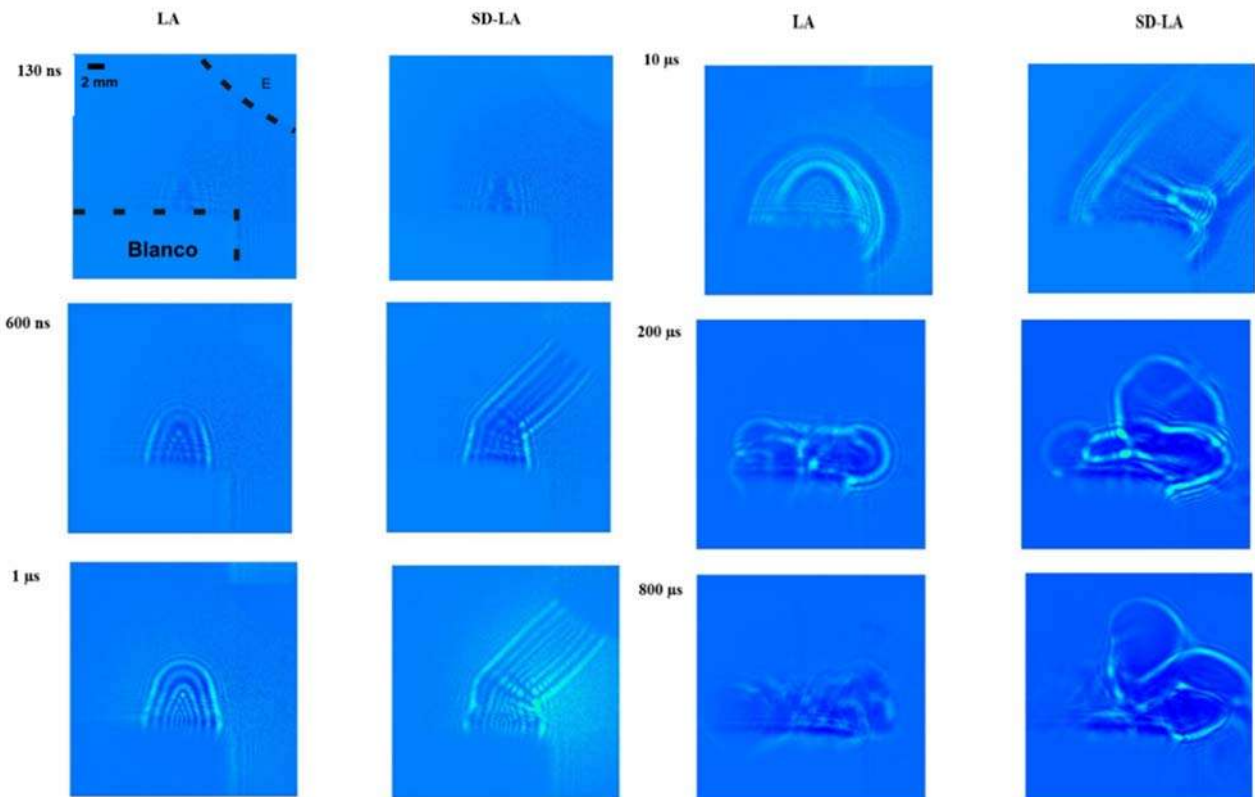 LA
SD-LA
LA
SD-LA
130 ns
2 mm
E
Blanco
10 µs
600 ns
200 µs
1 µs
800 µs